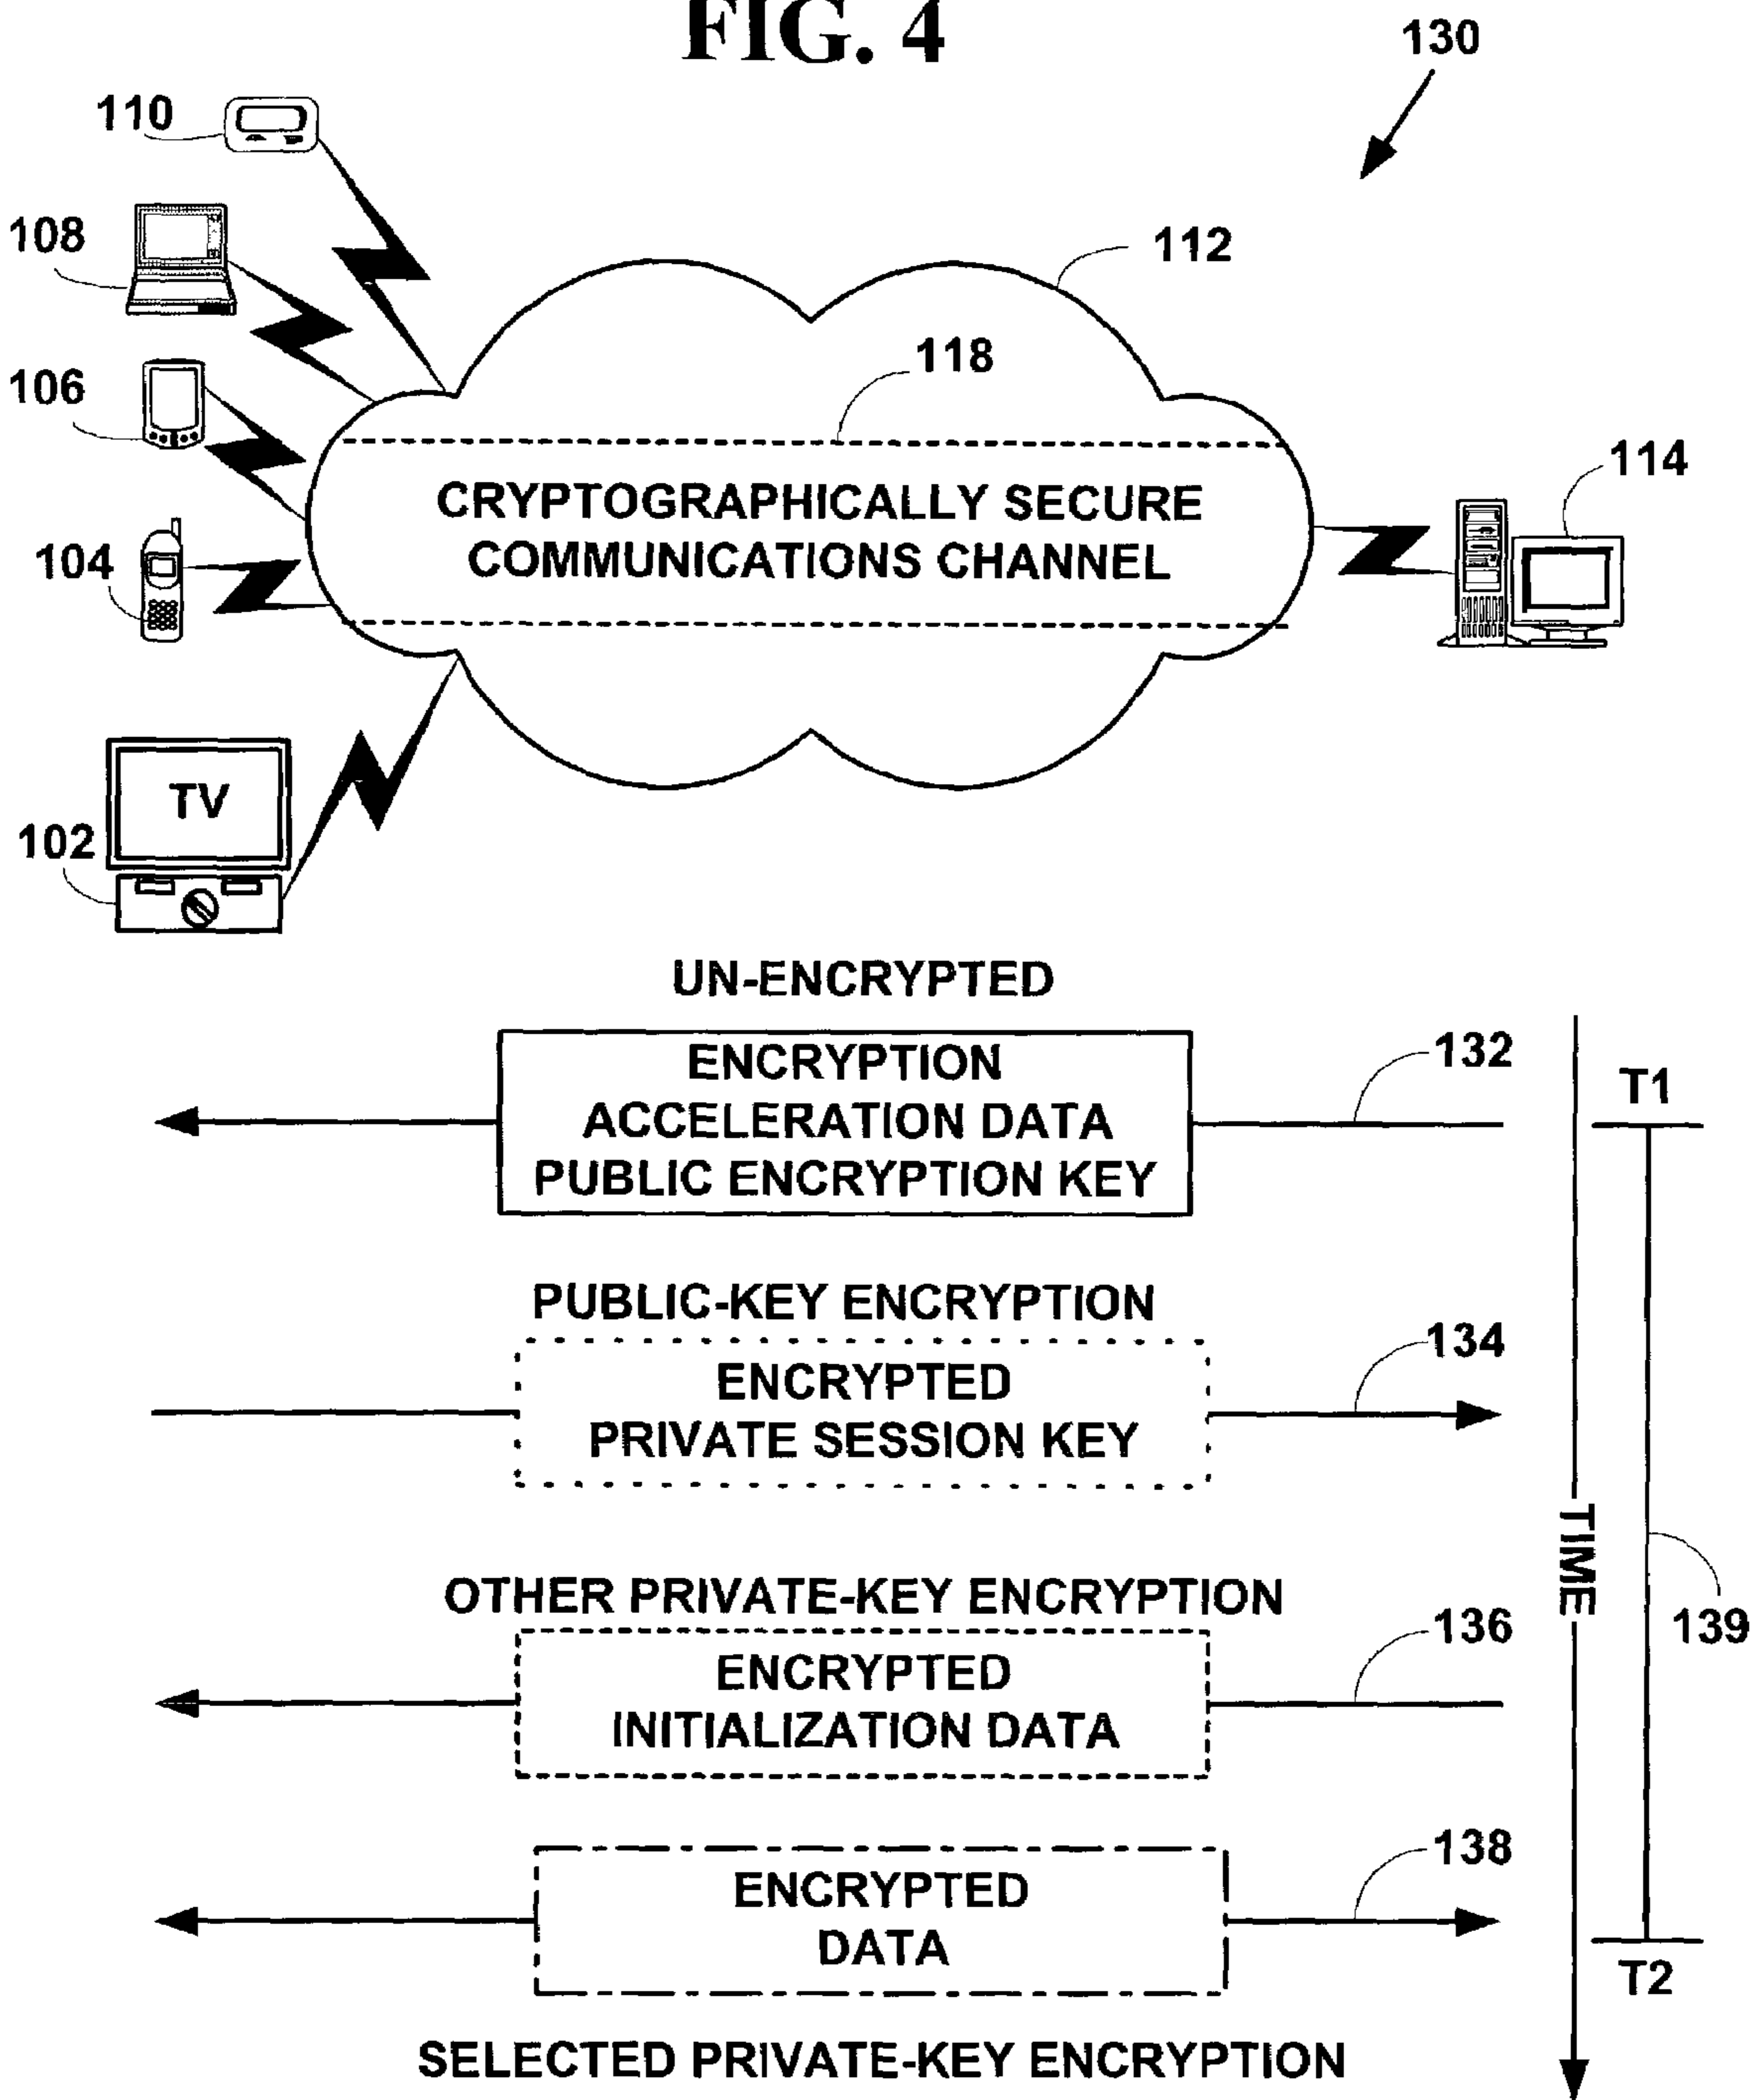 FIG. 4
130
110
108
112
118
106
114
CRYPTOGRAPHICALLY SECURE
COMMUNICATIONS CHANNEL
104
TV
102
UN-ENCRYPTED
132
ENCRYPTION
ACCELERATION DATA
PUBLIC ENCRYPTION KEY
T1
PUBLIC-KEY ENCRYPTION
134
ENCRYPTED
PRIVATE SESSION KEY
TIME
139
OTHER PRIVATE-KEY ENCRYPTION
136
ENCRYPTED
INITIALIZATION DATA
138
ENCRYPTED
DATA
T2
SELECTED PRIVATE-KEY ENCRYPTION